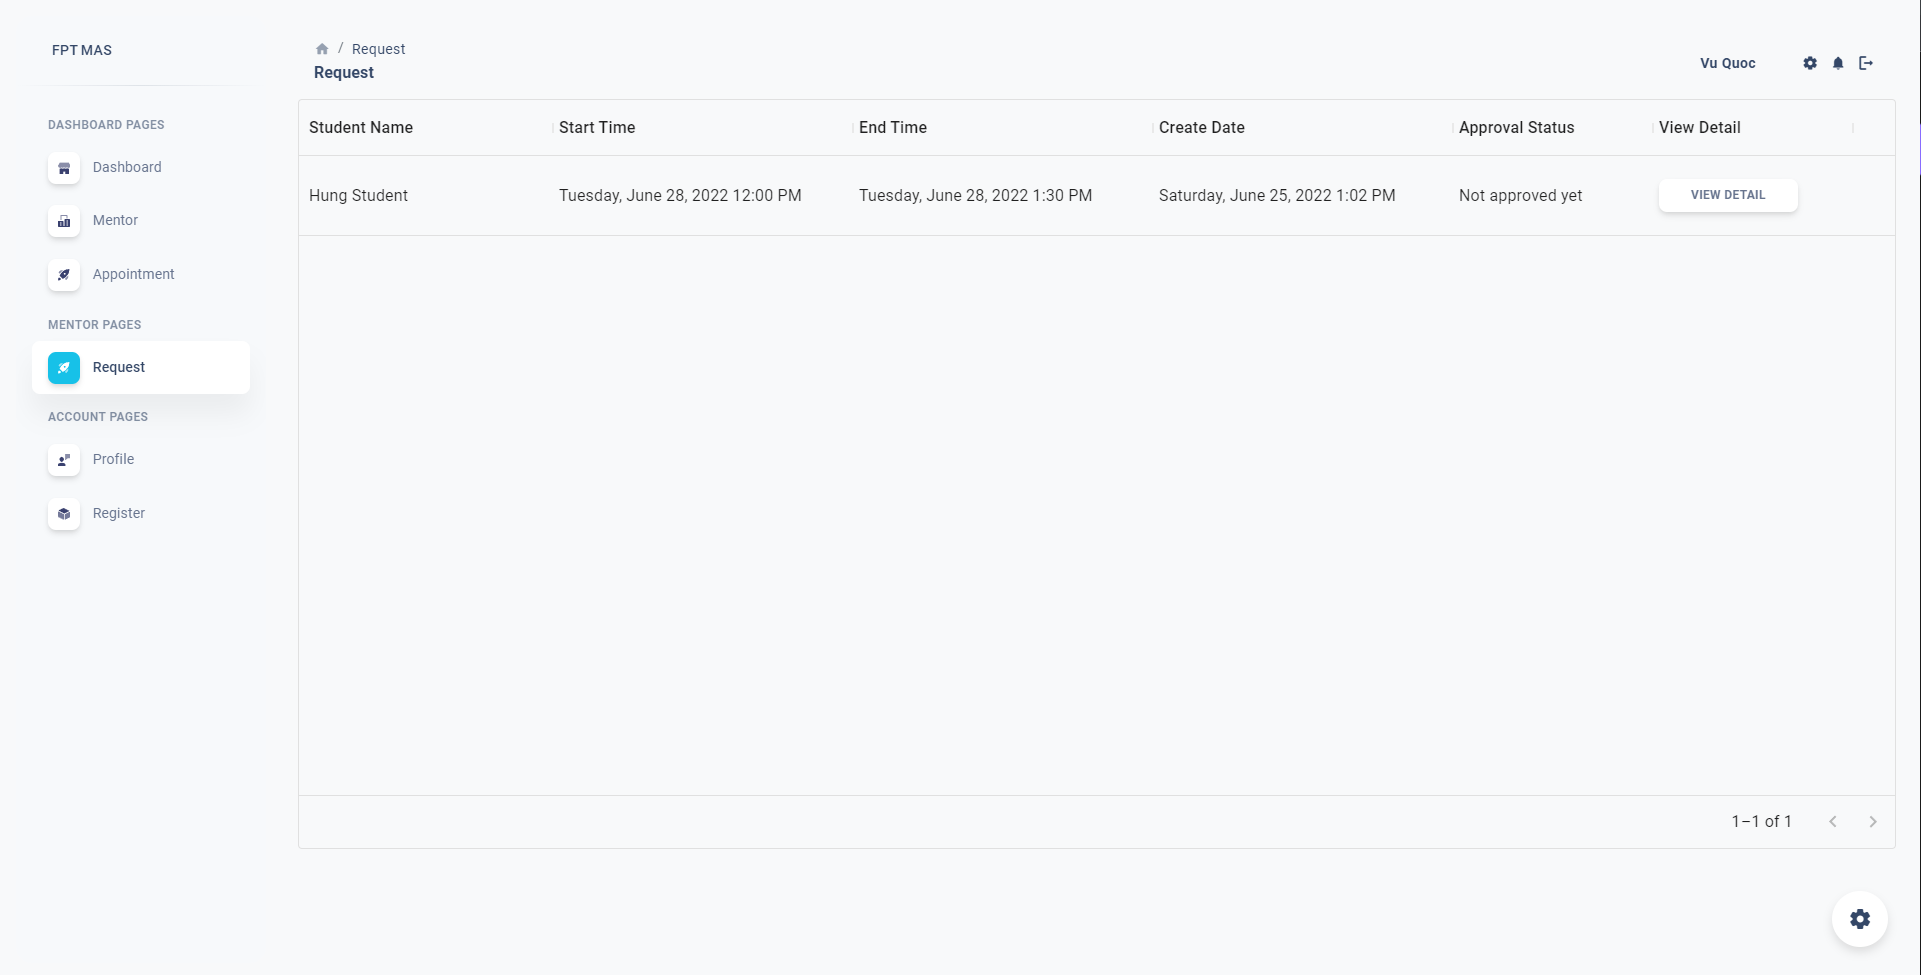 FPT MAS
DASHBOARD PAGES
Dashboard
Mentor
Appointment
MENTOR PAGES
Request
ACCOUNT PAGES
Profile
Register
/ Request
Request
Vu Quoc
Student Name Start Time End Time Create Date Approval Status View Detail
Hung Student Tuesday, June 28, 2022 12:00 PM Tuesday, June 28, 2022 1:30 PM Saturday, June 25, 2022 1:02 PM Not approved yet VIEW DETAIL
1–1 of 1